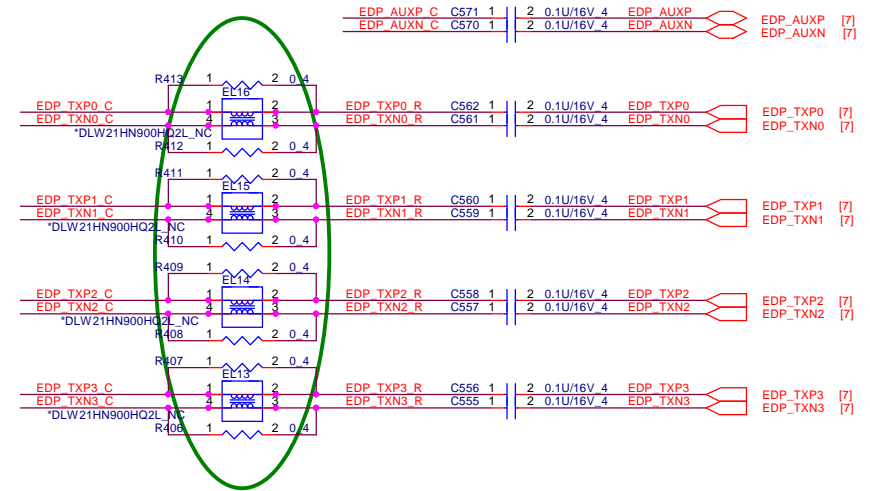 EDP_AUXP_C C571 1 2 0.1U/16V_4 EDP_AUXP EDP_AUXP [7]
EDP_AUXN_C C570 1 2 0.1U/16V_4 EDP_AUXN EDP_AUXN [7]
R413 1 2 0_4
EL16
EDP_TXP0_C 1 2 EDP_TXP0_R C562 1 2 0.1U/16V_4 EDP_TXP0 EDP_TXP0 [7]
EDP_TXN0_C 4 3 EDP_TXN0_R C561 1 2 0.1U/16V_4 EDP_TXN0 EDP_TXN0 [7]
*DLW21HN900HQ2L_NC
R412 1 2 0_4
R411 1 2 0_4
EL15
EDP_TXP1_C 1 2 EDP_TXP1_R C560 1 2 0.1U/16V_4 EDP_TXP1 EDP_TXP1 [7]
EDP_TXN1_C 4 3 EDP_TXN1_R C559 1 2 0.1U/16V_4 EDP_TXN1 EDP_TXN1 [7]
*DLW21HN900HQ2L_NC
R410 1 2 0_4
R409 1 2 0_4
EL14
EDP_TXP2_C 1 2 EDP_TXP2_R C558 1 2 0.1U/16V_4 EDP_TXP2 EDP_TXP2 [7]
EDP_TXN2_C 4 3 EDP_TXN2_R C557 1 2 0.1U/16V_4 EDP_TXN2 EDP_TXN2 [7]
*DLW21HN900HQ2L_NC
R408 1 2 0_4
R407 1 2 0_4
EL13
EDP_TXP3_C 1 2 EDP_TXP3_R C556 1 2 0.1U/16V_4 EDP_TXP3 EDP_TXP3 [7]
EDP_TXN3_C 4 3 EDP_TXN3_R C555 1 2 0.1U/16V_4 EDP_TXN3 EDP_TXN3 [7]
*DLW21HN900HQ2L_NC
R406 1 2 0_4